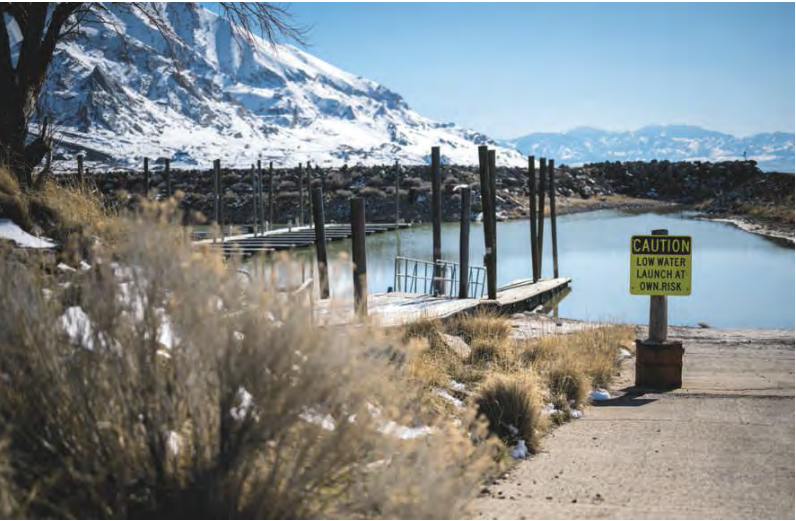 CAUTION
LOW WATER
LAUNCH AT
OWN RISK